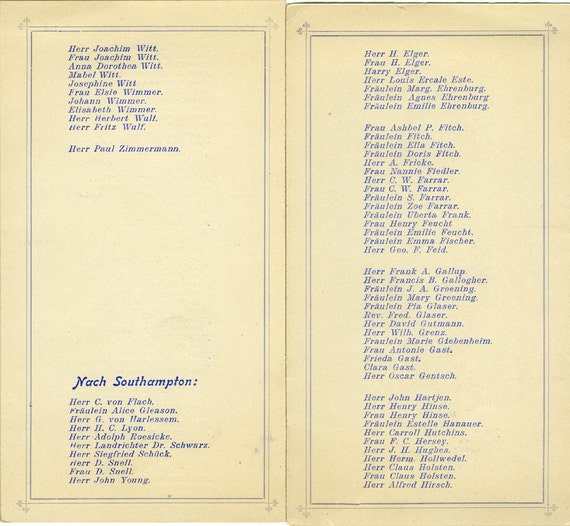 Herr Joachim Witt.
Frau Joachim Witt.
Anna Dorothea Witt.
Mabel Witt.
Josephine Witt
Frau Elsie Wimmer.
Johann Wimmer.
Elisabeth Wimmer.
Herr Herbert Wulf.
Herr Fritz Wulf.
Herr Paul Zimmermann.
Nach Southampton:
Herr C. von Flach.
Fräulein Alice Gleason.
Herr G. von Harlessem.
Herr H. C. Lyon.
Herr Adolph Roesicke.
Herr Landrichter Dr. Schwarz.
Herr Siegfried Schück.
Herr D. Snell.
Frau D. Snell.
Herr John Young.
Herr H. Elger.
Frau H. Elger.
Harry Elger.
Herr Louis Ercale Este.
Fräulein Marg. Ehrenburg.
Fräulein Agnes Ehrenburg.
Fräulein Emilie Ehrenburg.
Frau Ashbel P. Fitch.
Fräulein Fitch.
Fräulein Ella Fitch.
Fräulein Doris Fitch.
Herr A. Fricke.
Frau Nannie Fiedler.
Herr C. W. Farrar.
Frau C. W. Farrar.
Fräulein S. Farrar.
Fräulein Zoe Farrar.
Fräulein Uberta Frank.
Frau Henry Feucht
Fräulein Emilie Feucht.
Fräulein Emma Fischer.
Herr Geo. F. Feid.
Herr Frank A. Gallup.
Herr Francis B. Gallogher.
Fräulein J. A. Greening.
Fräulein Mary Greening.
Fräulein Pia Glaser.
Rev. Fred. Glaser.
Herr David Gutmann.
Herr Wilh. Grenz.
Fraulein Marie Giebenheim.
Frau Antonie Gast.
Frieda Gast.
Clara Gast.
Herr Oscar Gentsch.
Herr John Hartjen.
Herr Henry Hinse.
Frau Henry Hinse.
Fräulein Estelle Hanauer.
Herr Carroll Hutchins.
Frau F. C. Hersey.
Herr J. H. Hughes.
Herr Herm. Hollwedel.
Herr Claus Holsten.
Frau Claus Holsten.
Herr Alfred Hirsch.